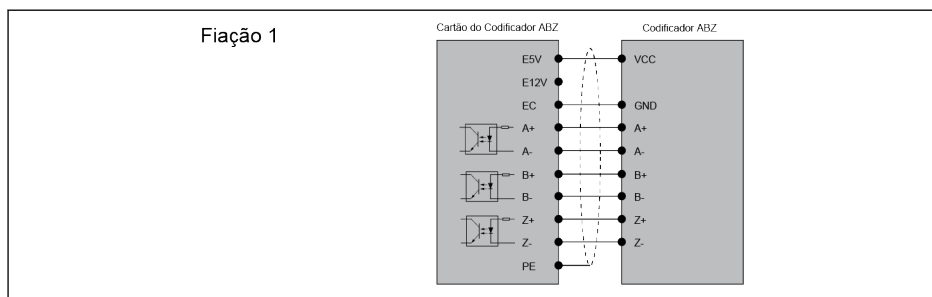 Fiação 1
Cartão do Codificador ABZ
Codificador ABZ
E5V
VCC
E12V
EC
GND
A+
A+
A-
A-
B+
B+
B-
B-
Z+
Z+
Z-
Z-
PE